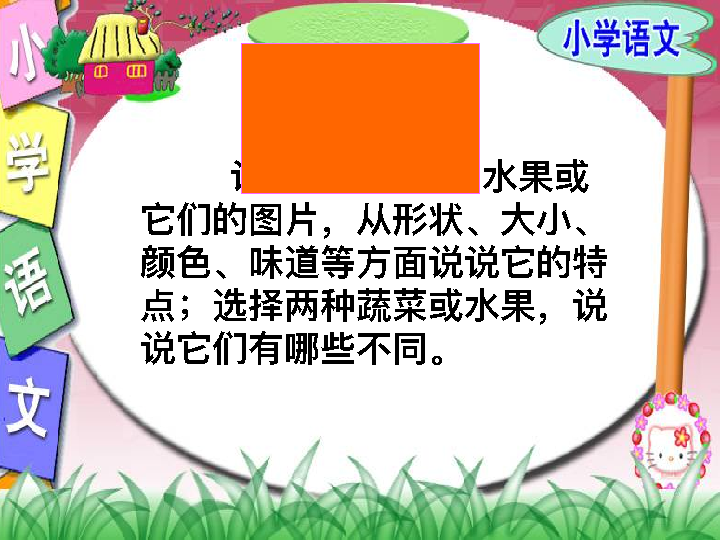 小学语文
小
学
语
文
水果或
它们的图片，从形状、大小、
颜色、味道等方面说说它的特
点；选择两种蔬菜或水果，说
说它们有哪些不同。